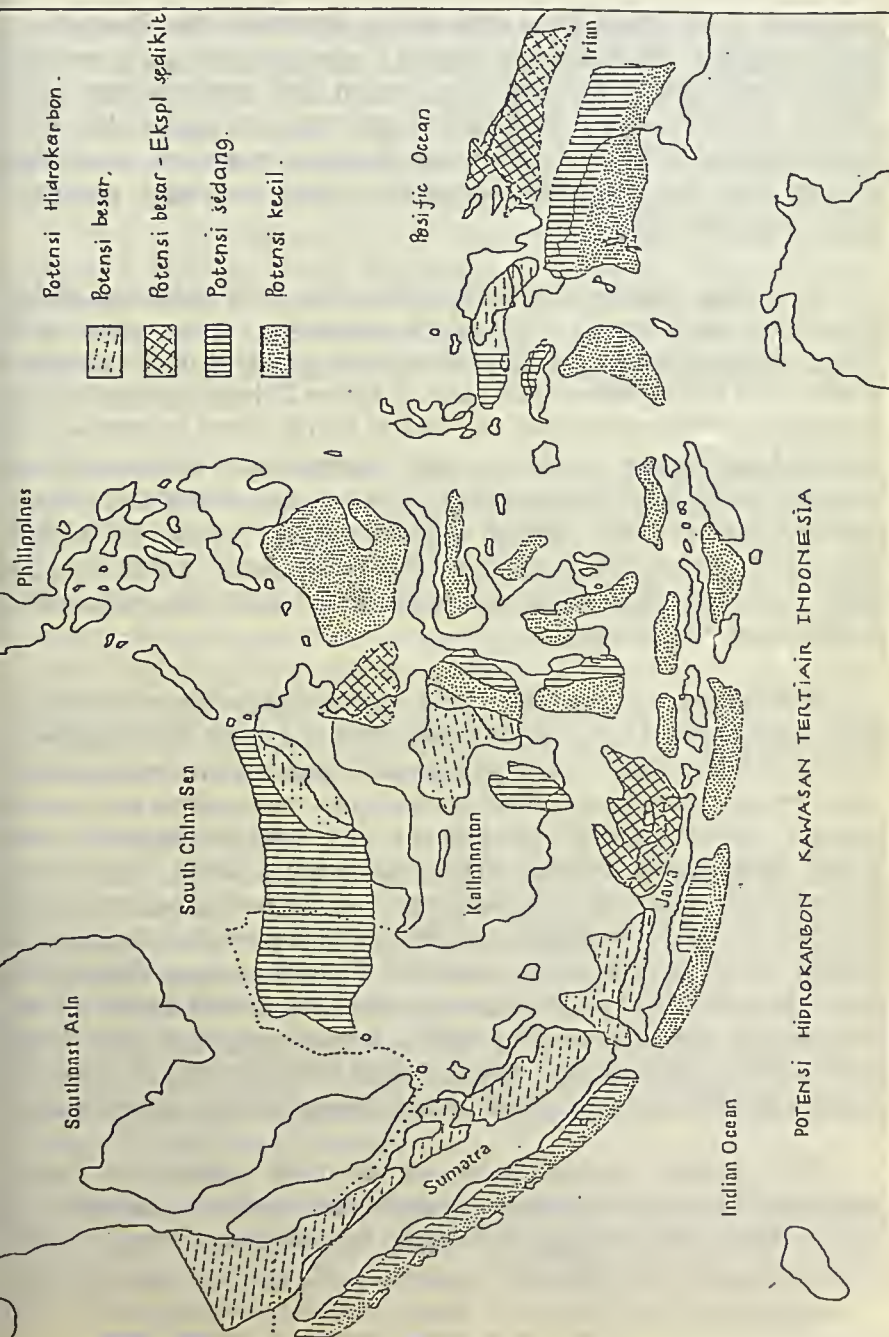 Potensi Hidrokarbon.
Potensi besar.
Potensi besar - Ekspl sedikit
Potensi sedang.
Potensi kecil.
Southeast Asia
South China Sea
Philippines
Pasific Ocean
Irian
Kalimantan
Sumatra
Java
Indian Ocean
POTENSI HIDROKARBON KAWASAN TERTIAIR INDONESIA